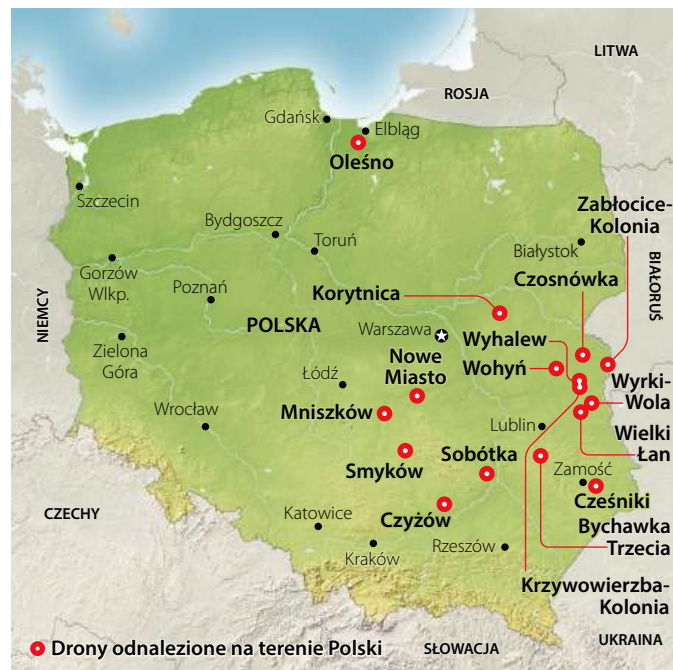 LITWA
ROSJA
Gdańsk
Elbląg
Oleśno
Szczecin
Zabłocice-
Kolonia
Bydgoszcz
Toruń
Białystok
BIAŁORUŚ
Gorzów
Wlkp.
Poznań
Korytnica
Czosnówka
NIEMCY
POLSKA
Warszawa
Wyhalew
Zielona
Góra
Nowe
Miasto
Wohyń
Łódź
Wyrki-
Wola
Mniszków
Wrocław
Lublin
Wielki
Łan
Smyków
Sobótka
Zamość
Cześniki
CZECHY
Katowice
Czyżów
Bychawka
Trzecia
Kraków
Rzeszów
Krzywowierzba-
Kolonia
Drony odnalezione na terenie Polski
SŁOWACJA
UKRAINA